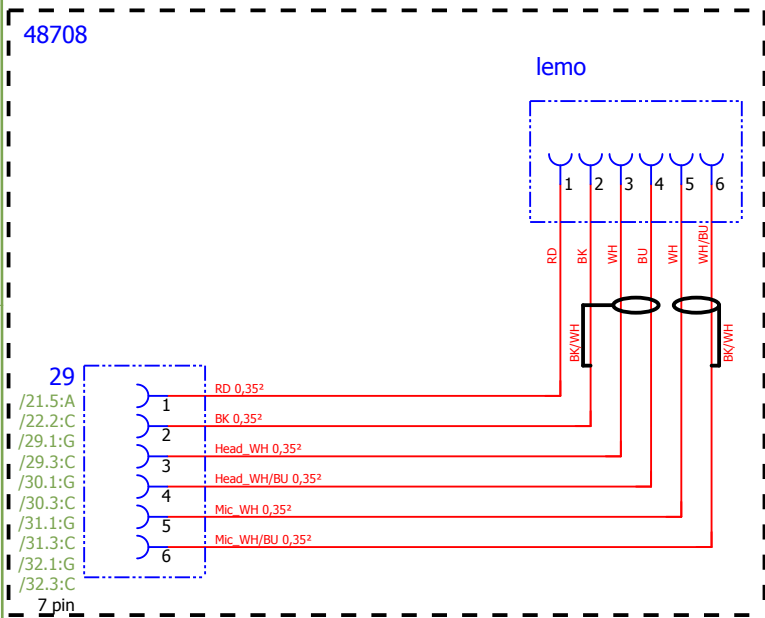 48708
lemo
1 2 3 4 5 6
RD BK WH BU WH WH/BU
BK/WH BK/WH
29
/21.5:A
/22.2:C
/29.1:G
/29.3:C
/30.1:G
/30.3:C
/31.1:G
/31.3:C
/32.1:G
/32.3:C
7 pin
1 RD 0,35²
2 BK 0,35²
3 Head_WH 0,35²
4 Head_WH/BU 0,35²
5 Mic_WH 0,35²
6 Mic_WH/BU 0,35²